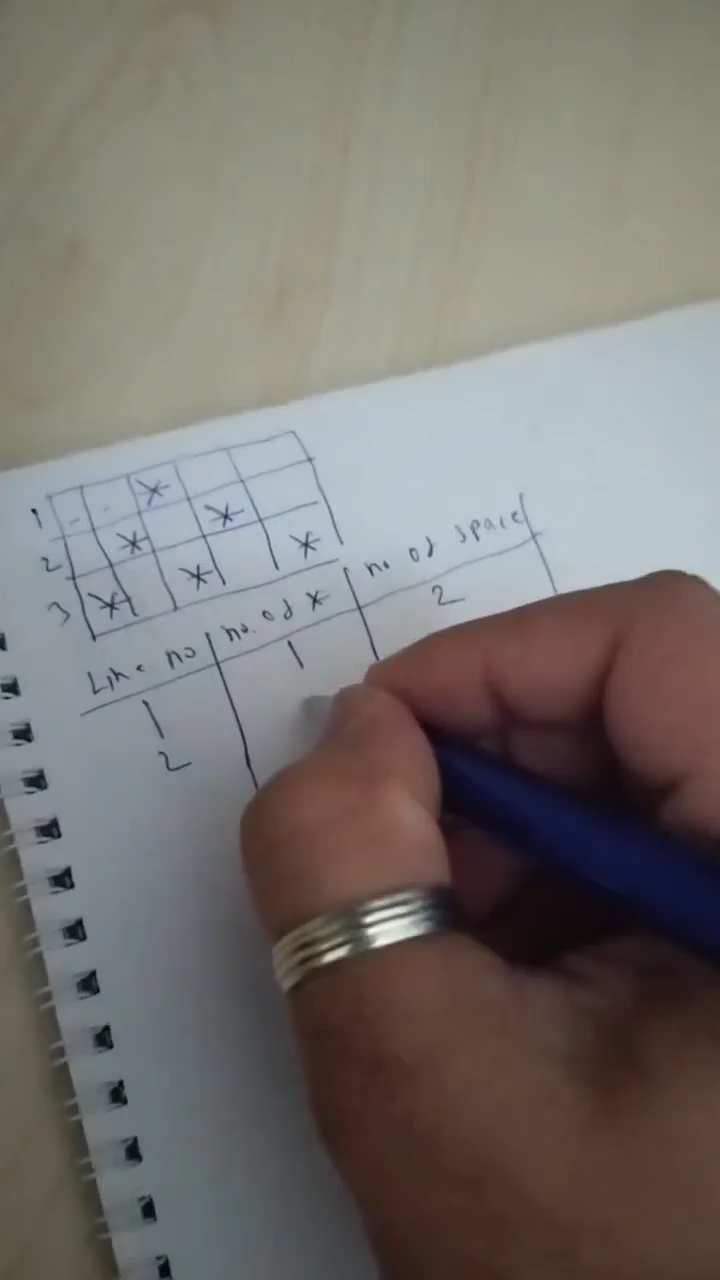 1 - - *
2 * *
3 * * *
Line no no. of * no of space
1 1 2
2